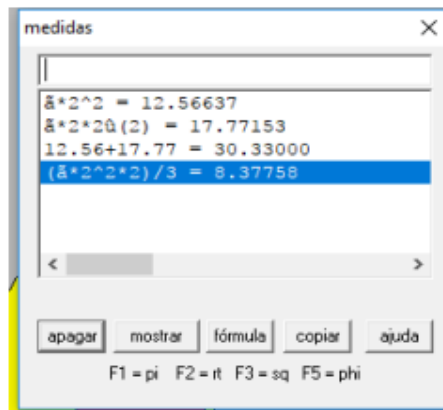 medidas
ã*2^2 = 12.56637
ã*2*2û(2) = 17.77153
12.56+17.77 = 30.33000
(ã*2^2*2)/3 = 8.37758
apagar mostrar fórmula copiar ajuda
F1 = pi F2 = rt F3 = sq F5 = phi